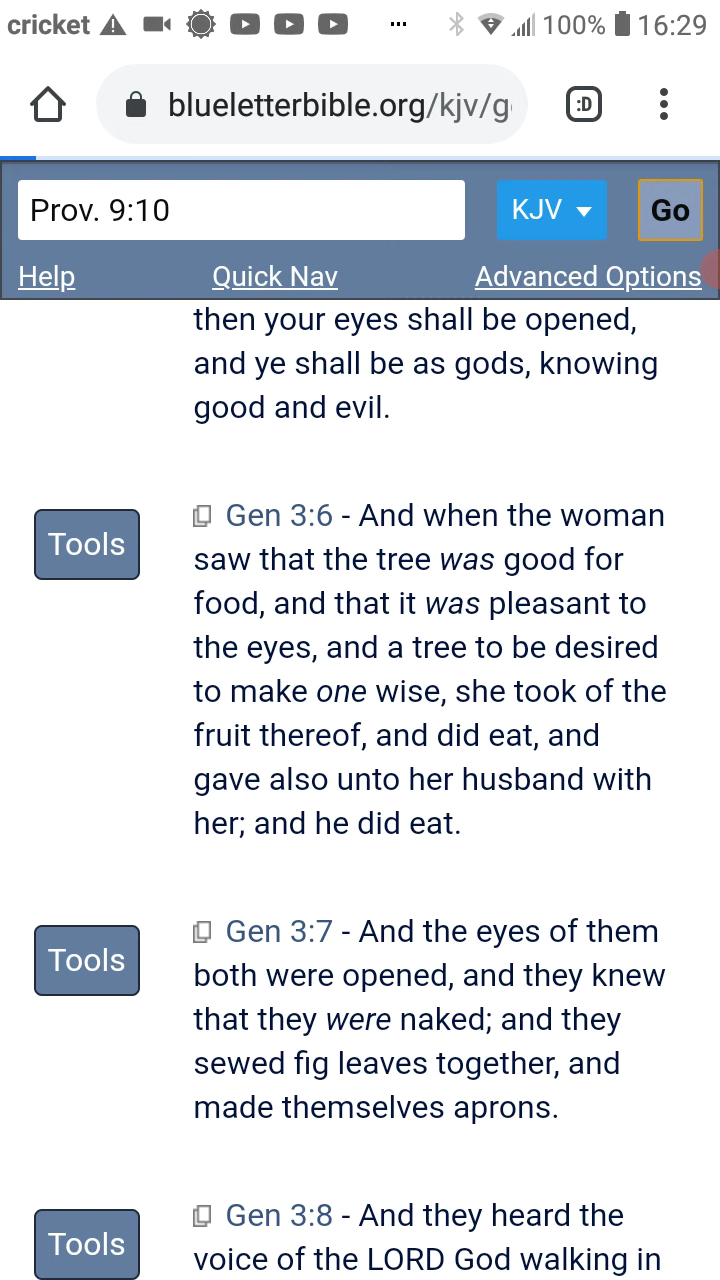 cricket 100% 16:29
blueletterbible.org/kjv/g :D
Prov. 9:10 KJV Go
Help Quick Nav Advanced Options
then your eyes shall be opened,
and ye shall be as gods, knowing
good and evil.
Tools Gen 3:6 - And when the woman
saw that the tree was good for
food, and that it was pleasant to
the eyes, and a tree to be desired
to make one wise, she took of the
fruit thereof, and did eat, and
gave also unto her husband with
her; and he did eat.
Tools Gen 3:7 - And the eyes of them
both were opened, and they knew
that they were naked; and they
sewed fig leaves together, and
made themselves aprons.
Tools Gen 3:8 - And they heard the
voice of the LORD God walking in